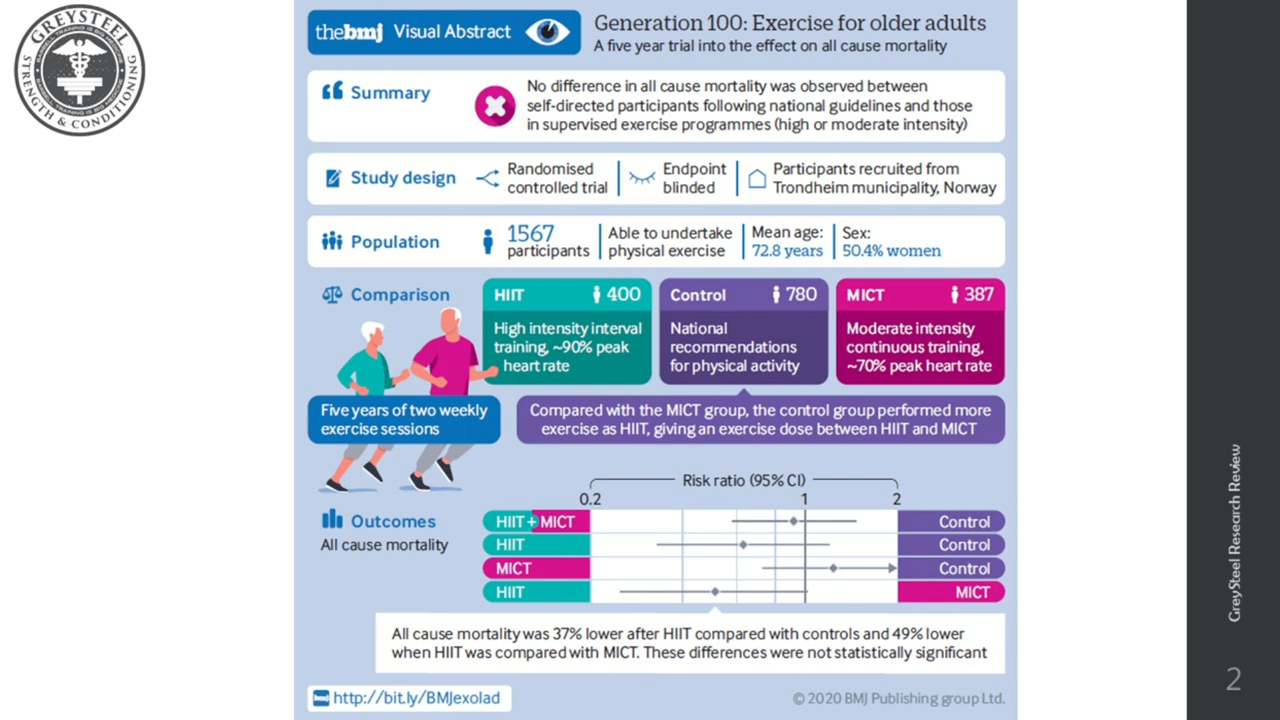 GREYSTEEL
STRENGTH & CONDITIONING
thebmj Visual Abstract
Generation 100: Exercise for older adults
A five year trial into the effect on all cause mortality
Summary
No difference in all cause mortality was observed between
self-directed participants following national guidelines and those
in supervised exercise programmes (high or moderate intensity)
Study design
Randomised
controlled trial
Endpoint
blinded
Participants recruited from
Trondheim municipality, Norway
Population
1567
participants
Able to undertake
physical exercise
Mean age:
72.8 years
Sex:
50.4% women
Comparison
HIIT 400
High intensity interval
training, ~90% peak
heart rate
Control 780
National
recommendations
for physical activity
MICT 387
Moderate intensity
continuous training,
~70% peak heart rate
Five years of two weekly
exercise sessions
Compared with the MICT group, the control group performed more
exercise as HIIT, giving an exercise dose between HIIT and MICT
Risk ratio (95% CI)
0.2 1 2
Outcomes
All cause mortality
HIIT + MICT Control
HIIT Control
MICT Control
HIIT MICT
All cause mortality was 37% lower after HIIT compared with controls and 49% lower
when HIIT was compared with MICT. These differences were not statistically significant
bmj http://bit.ly/BMJexolad
© 2020 BMJ Publishing group Ltd.
GreySteel Research Review
2